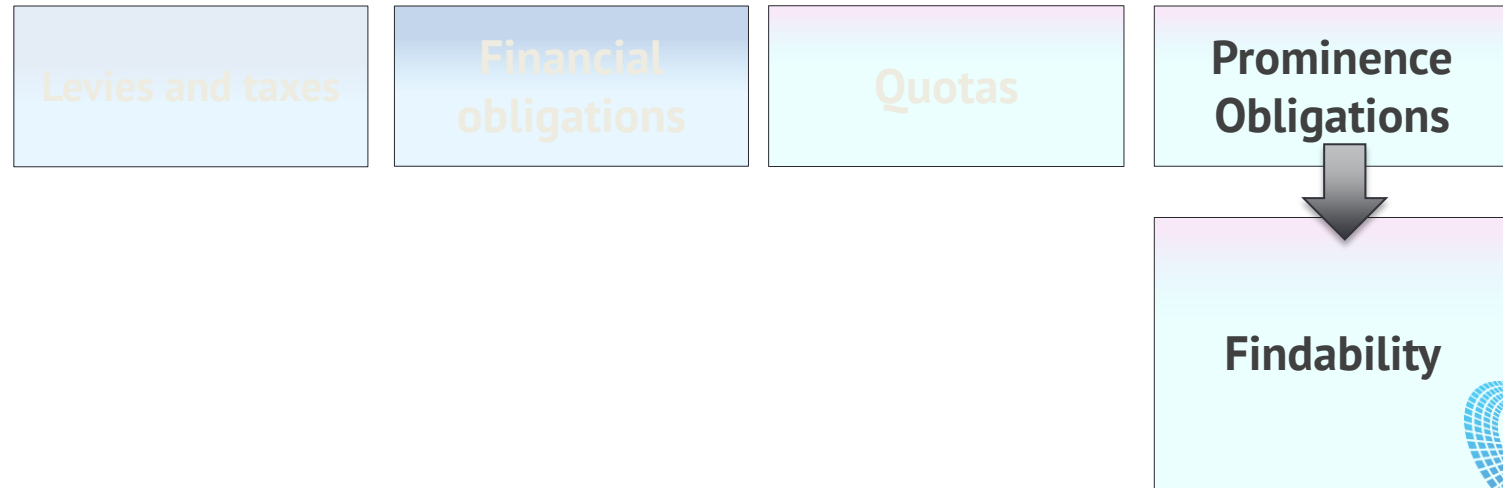 Levies and taxes
Financial
obligations
Quotas
Prominence
Obligations
Findability